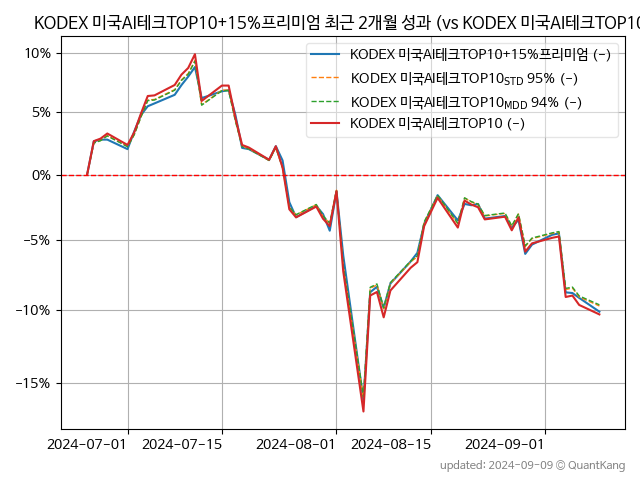 KODEX 미국AI테크TOP10+15%프리미엄 최근 2개월 성과 (vs KODEX 미국AI테크TOP10
KODEX 미국AI테크TOP10+15%프리미엄 (-)
KODEX 미국AI테크TOP10STD 95% (-)
KODEX 미국AI테크TOP10MDD 94% (-)
KODEX 미국AI테크TOP10 (-)
10%
5%
0%
−5%
−10%
−15%
2024-07-01
2024-07-15
2024-08-01
2024-08-15
2024-09-01
updated: 2024-09-09 © QuantKang